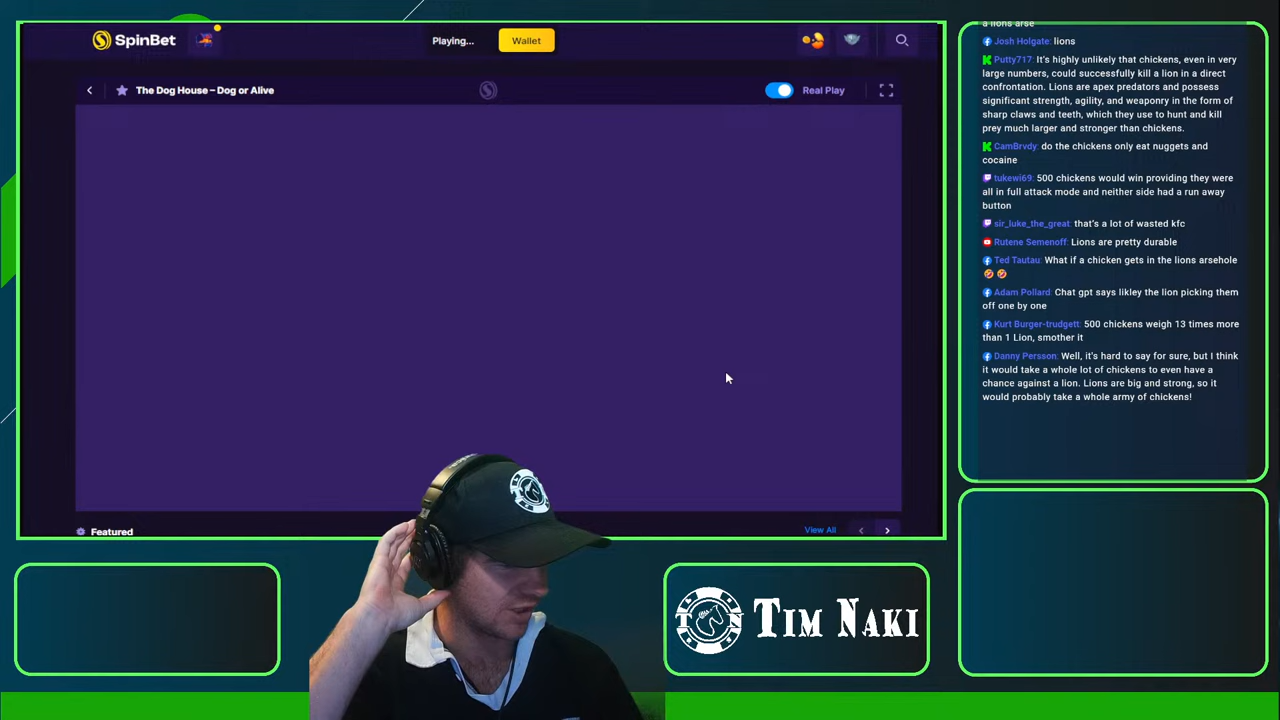 SpinBet
Playing...
Wallet
The Dog House – Dog or Alive
Real Play
Featured
View All
a lions arse
Josh Holgate: lions
Putty717: It's highly unlikely that chickens, even in very
large numbers, could successfully kill a lion in a direct
confrontation. Lions are apex predators and possess
significant strength, agility, and weaponry in the form of
sharp claws and teeth, which they use to hunt and kill
prey much larger and stronger than chickens.
CamBrvdy: do the chickens only eat nuggets and
cocaine
tukewi69: 500 chickens would win providing they were
all in full attack mode and neither side had a run away
button
sir_luke_the_great: that's a lot of wasted kfc
Rutene Semenoff: Lions are pretty durable
Ted Tautau: What if a chicken gets in the lions arsehole
🤣 🤣
Adam Pollard: Chat gpt says likley the lion picking them
off one by one
Kurt Burger-trudgett: 500 chickens weigh 13 times more
than 1 Lion, smother it
Danny Persson: Well, it's hard to say for sure, but I think
it would take a whole lot of chickens to even have a
chance against a lion. Lions are big and strong, so it
would probably take a whole army of chickens!
TN
TIM NAKI